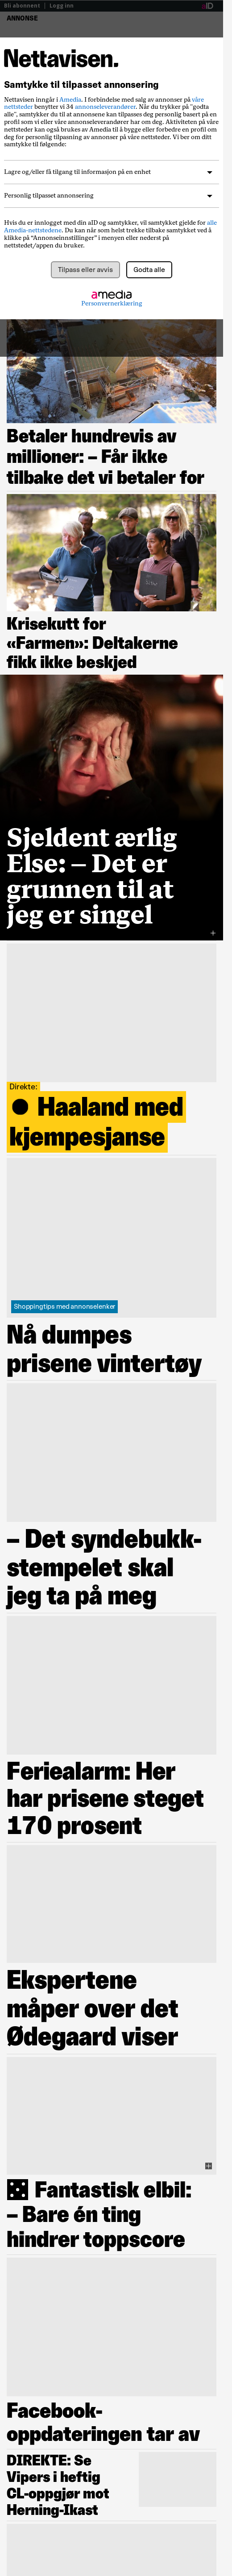 Bli abonnent | Logg inn
aID
ANNONSE
Nettavisen.
Samtykke til tilpasset annonsering
Nettavisen inngår i Amedia. I forbindelse med salg av annonser på våre
nettsteder benytter vi 34 annonseleverandører. Når du trykker på "godta
alle", samtykker du til at annonser kan tilpasses deg personlig basert på en
profil som vi eller våre annonseleverandører har om deg. Aktiviteten på våre
nettsteder kan også brukes av Amedia til å bygge eller forbedre en profil om
deg for personlig tilpasning av annonser på våre nettsteder. Vi ber om ditt
samtykke til følgende:
Lagre og/eller få tilgang til informasjon på en enhet
Personlig tilpasset annonsering
Hvis du er innlogget med din aID og samtykker, vil samtykket gjelde for alle
Amedia-nettstedene. Du kan når som helst trekke tilbake samtykket ved å
klikke på “Annonseinnstillinger” i menyen eller nederst på
nettstedet/appen du bruker.
Tilpass eller avvis
Godta alle
amedia
Personvernerklæring
Betaler hundrevis av
millioner: – Får ikke
tilbake det vi betaler for
Krisekutt for
«Farmen»: Deltakerne
fikk ikke beskjed
Sjeldent ærlig
Else: – Det er
grunnen til at
jeg er singel
Direkte:
Haaland med
kjempesjanse
Shoppingtips med annonselenker
Nå dumpes
prisene vintertøy
– Det syndebukk-
stempelet skal
jeg ta på meg
Feriealarm: Her
har prisene steget
170 prosent
Ekspertene
måper over det
Ødegaard viser
Fantastisk elbil:
– Bare én ting
hindrer toppscore
Facebook-
oppdateringen tar av
DIREKTE: Se
Vipers i heftig
CL-oppgjør mot
Herning-Ikast